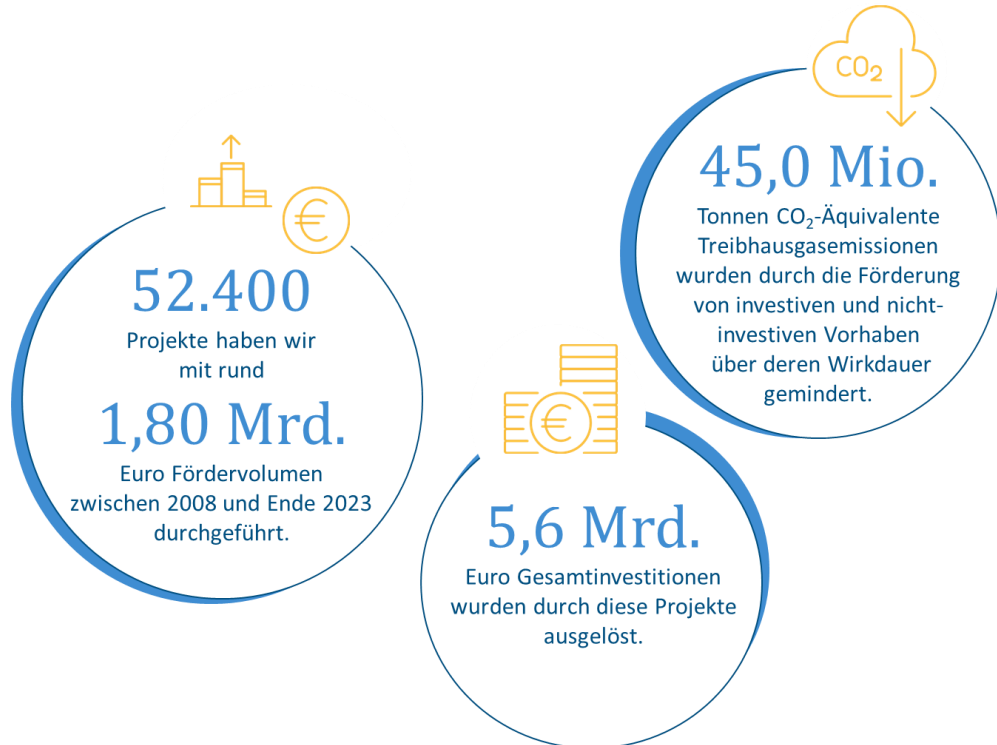 52.400
Projekte haben wir
mit rund
1,80 Mrd.
Euro Fördervolumen
zwischen 2008 und Ende 2023
durchgeführt.
5,6 Mrd.
Euro Gesamtinvestitionen
wurden durch diese Projekte
ausgelöst.
CO₂
45,0 Mio.
Tonnen CO₂-Äquivalente
Treibhausgasemissionen
wurden durch die Förderung
von investiven und nicht-
investiven Vorhaben
über deren Wirkdauer
gemindert.